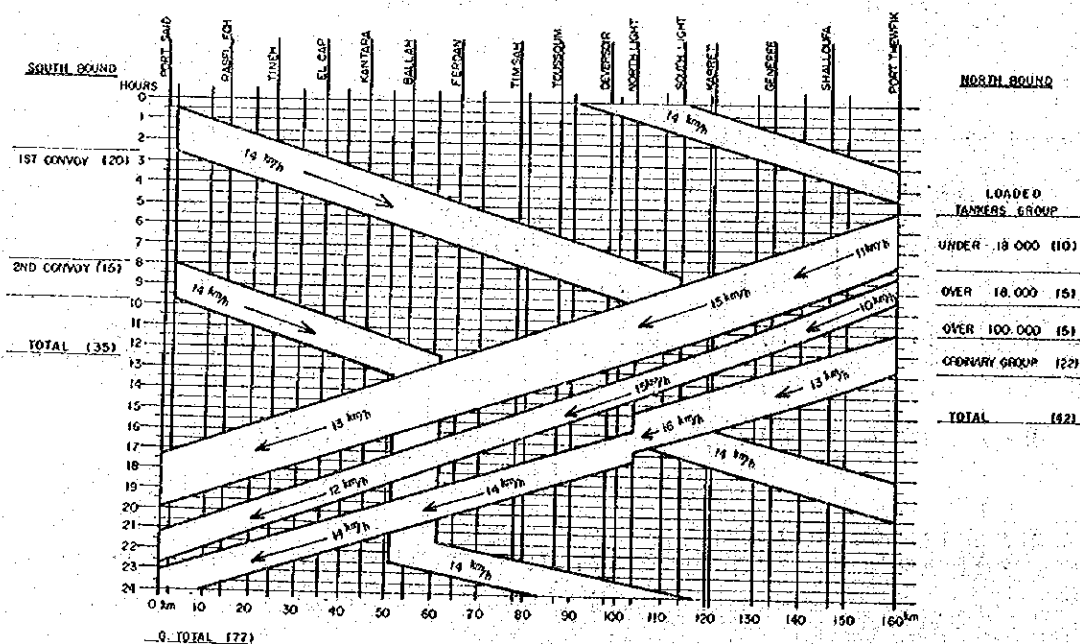 SOUTH BOUND
HOURS
1ST CONVOY (20)
2ND CONVOY (15)
TOTAL (35)
PORT SAID
RAS EL ECH
TINEH
EL CAP
KANTARA
BALLAH
FERDAN
TIMSAH
TOUSSOUM
DEVERSOIR
NORTH LIGHT
SOUTH LIGHT
KABRET
GENEFFE
SHALLOUFA
PORT THEWFIK
0
1
2
3
4
5
6
7
8
9
10
11
12
13
14
15
16
17
18
19
20
21
22
23
24
14 km/h
14 km/h
11 km/h
15 km/h
14 km/h
10 km/h
15 km/h
13 km/h
13 km/h
16 km/h
14 km/h
12 km/h
14 km/h
14 km/h
14 km/h
0 km 10 20 30 40 50 60 70 80 90 100 110 120 130 140 150 160 km
G. TOTAL (77)
NORTH BOUND
LOADED
TANKERS GROUP
UNDER 18.000 (10)
OVER 18.000 (5)
OVER 100.000 (5)
ORDINARY GROUP (22)
TOTAL (42)